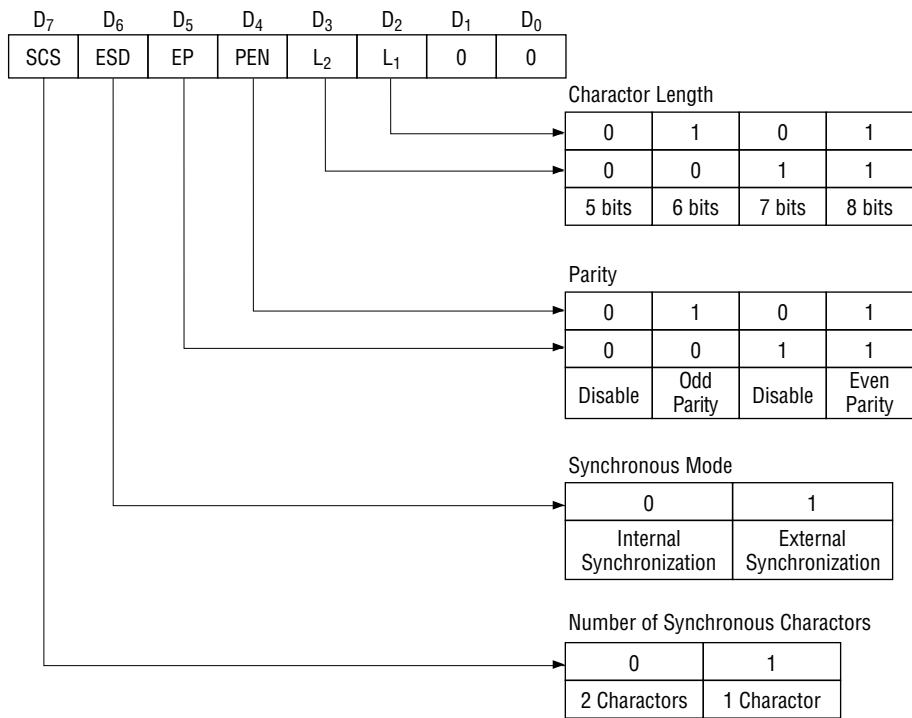 D7 D6 D5 D4 D3 D2 D1 D0
SCS ESD EP PEN L2 L1 0 0
Charactor Length
0 1 0 1
0 0 1 1
5 bits 6 bits 7 bits 8 bits
Parity
0 1 0 1
0 0 1 1
Disable Odd Parity Disable Even Parity
Synchronous Mode
0 1
Internal Synchronization External Synchronization
Number of Synchronous Charactors
0 1
2 Charactors 1 Charactor